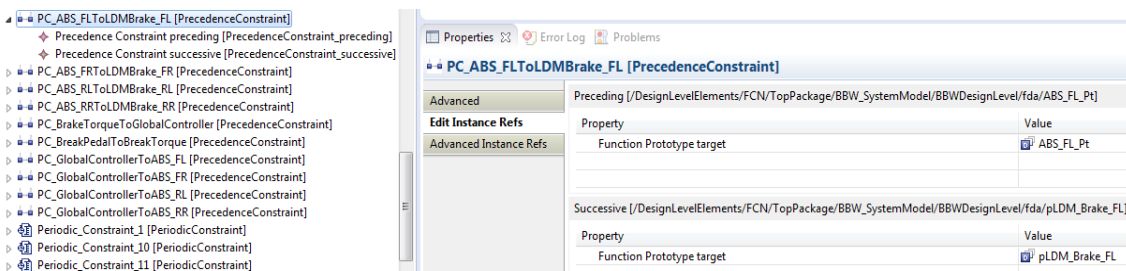 PC_ABS_FLToLDMBrake_FL [PrecedenceConstraint]
Precedence Constraint preceding [PrecedenceConstraint_preceding]
Precedence Constraint successive [PrecedenceConstraint_successive]
PC_ABS_FRToLDMBrake_FR [PrecedenceConstraint]
PC_ABS_RLToLDMBrake_RL [PrecedenceConstraint]
PC_ABS_RRToLDMBrake_RR [PrecedenceConstraint]
PC_BrakeTorqueToGlobalController [PrecedenceConstraint]
PC_BreakPedalToBreakTorque [PrecedenceConstraint]
PC_GlobalControllerToABS_FL [PrecedenceConstraint]
PC_GlobalControllerToABS_FR [PrecedenceConstraint]
PC_GlobalControllerToABS_RL [PrecedenceConstraint]
PC_GlobalControllerToABS_RR [PrecedenceConstraint]
Periodic_Constraint_1 [PeriodicConstraint]
Periodic_Constraint_10 [PeriodicConstraint]
Periodic_Constraint_11 [PeriodicConstraint]
Properties Error Log Problems
PC_ABS_FLToLDMBrake_FL [PrecedenceConstraint]
Advanced
Edit Instance Refs
Advanced Instance Refs
Preceding [/DesignLevelElements/FCN/TopPackage/BBW_SystemModel/BBWDesignLevel/fda/ABS_FL_Pt]
Property Value
Function Prototype target ABS_FL_Pt
Successive [/DesignLevelElements/FCN/TopPackage/BBW_SystemModel/BBWDesignLevel/fda/pLDM_Brake_FL]
Property Value
Function Prototype target pLDM_Brake_FL